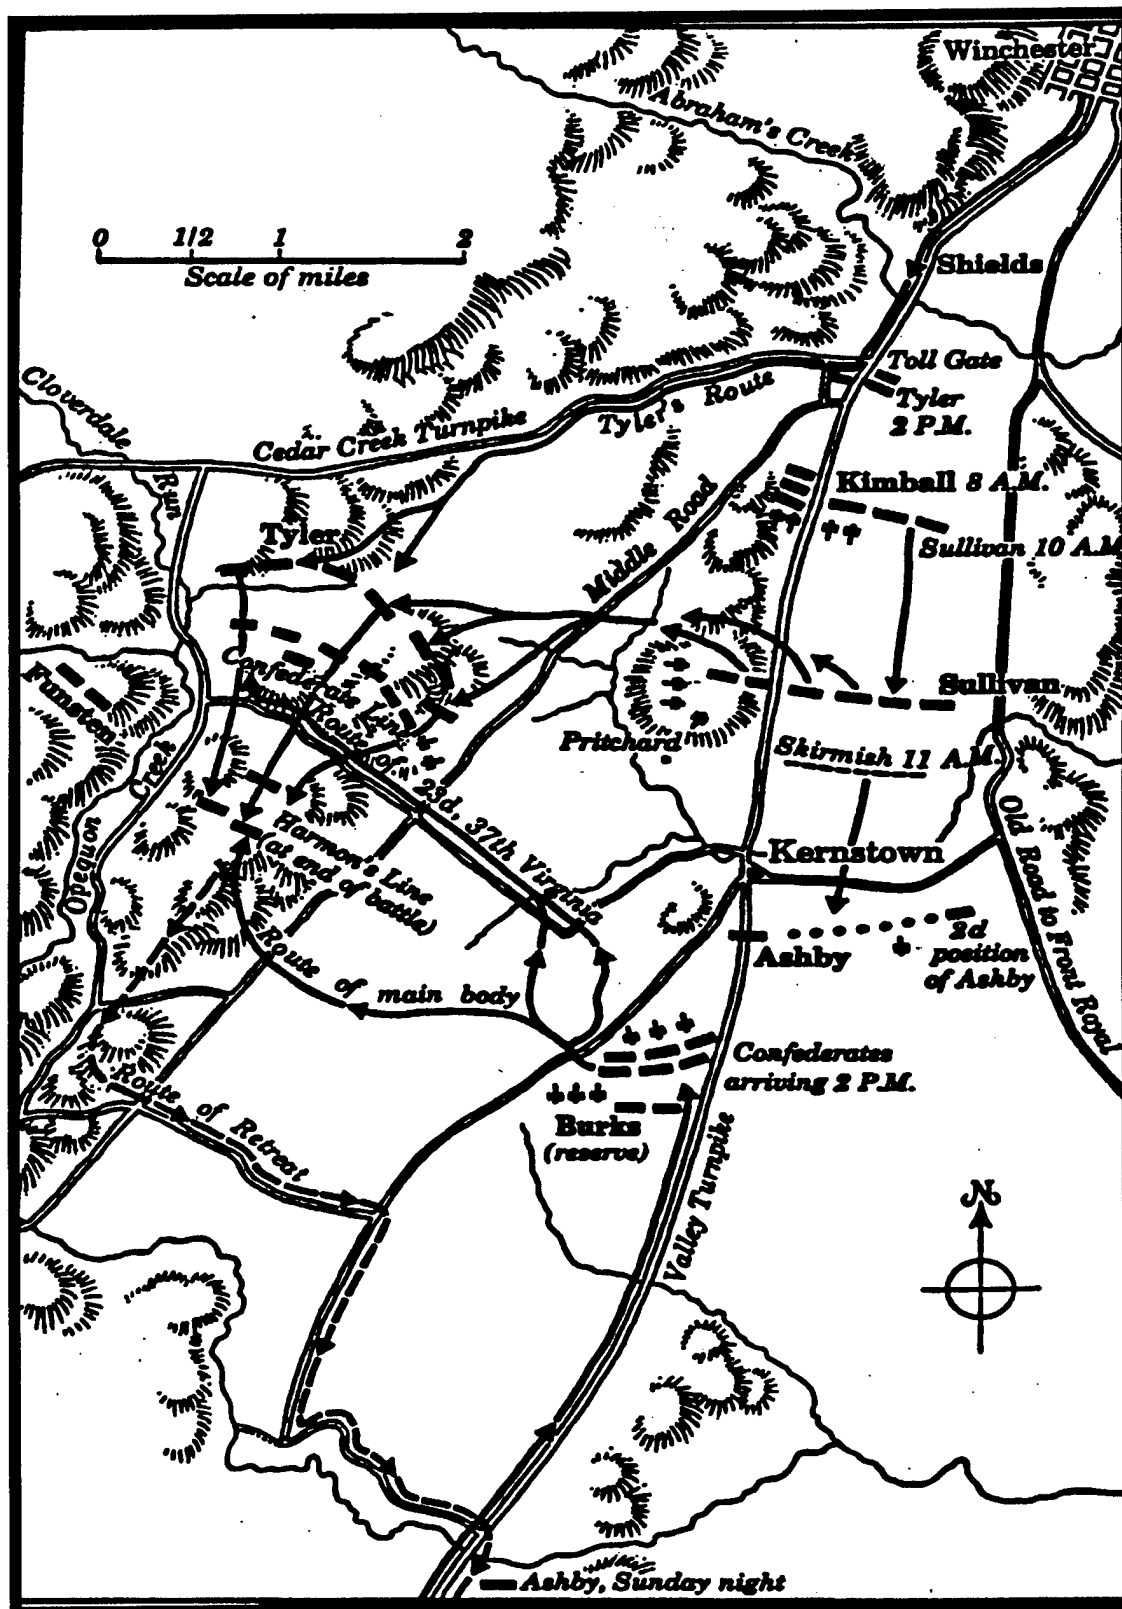 Winchester
Abraham's Creek
0 1/2 1 2
Scale of miles
Shields
Toll Gate
Tyler
2 P.M.
Cloverdale
Run
Cedar Creek Turnpike
Tyler's Route
Kimball 8 A.M.
Sullivan 10 A.M
Middle Road
Tyler
Confederate Line
Funsten
Route of 23d, 37th Virginia
Pritchard
Sullivan
Skirmish 11 A.M.
Opequon Creek
Harmon's Line
(at end of battle)
Kernstown
Old Road to Front Royal
Ashby
2d
position
of Ashby
Route of main body
Confederates
arriving 2 P.M.
Burks
(reserve)
Route of Retreat
Valley Turnpike
N
Ashby, Sunday night